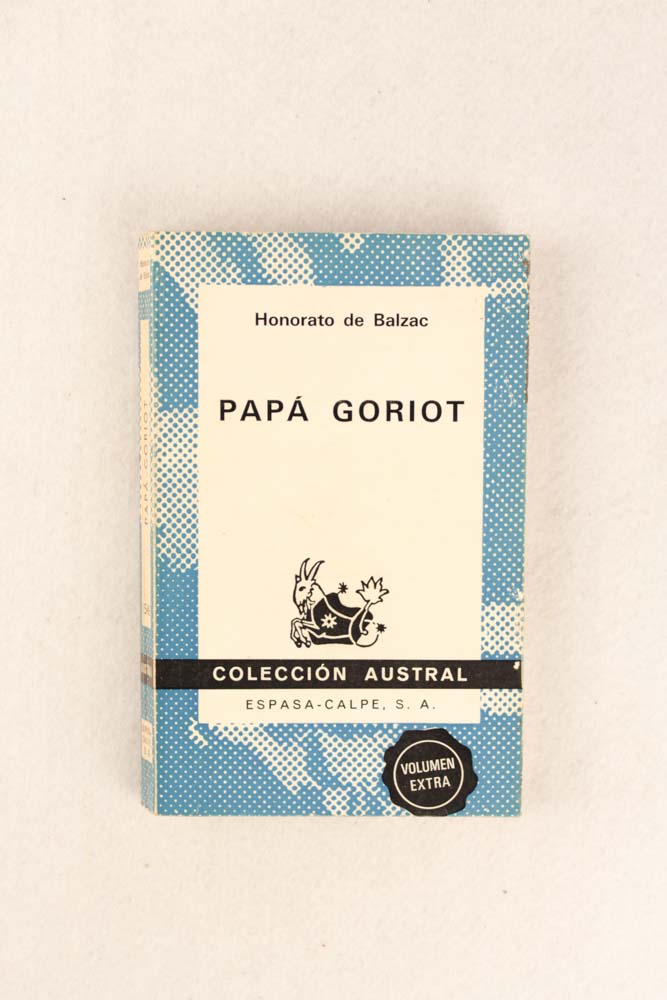 Honorato de Balzac
PAPÁ GORIOT
COLECCIÓN AUSTRAL
ESPASA-CALPE, S. A.
VOLUMEN
EXTRA
PAPÁ GORIOT